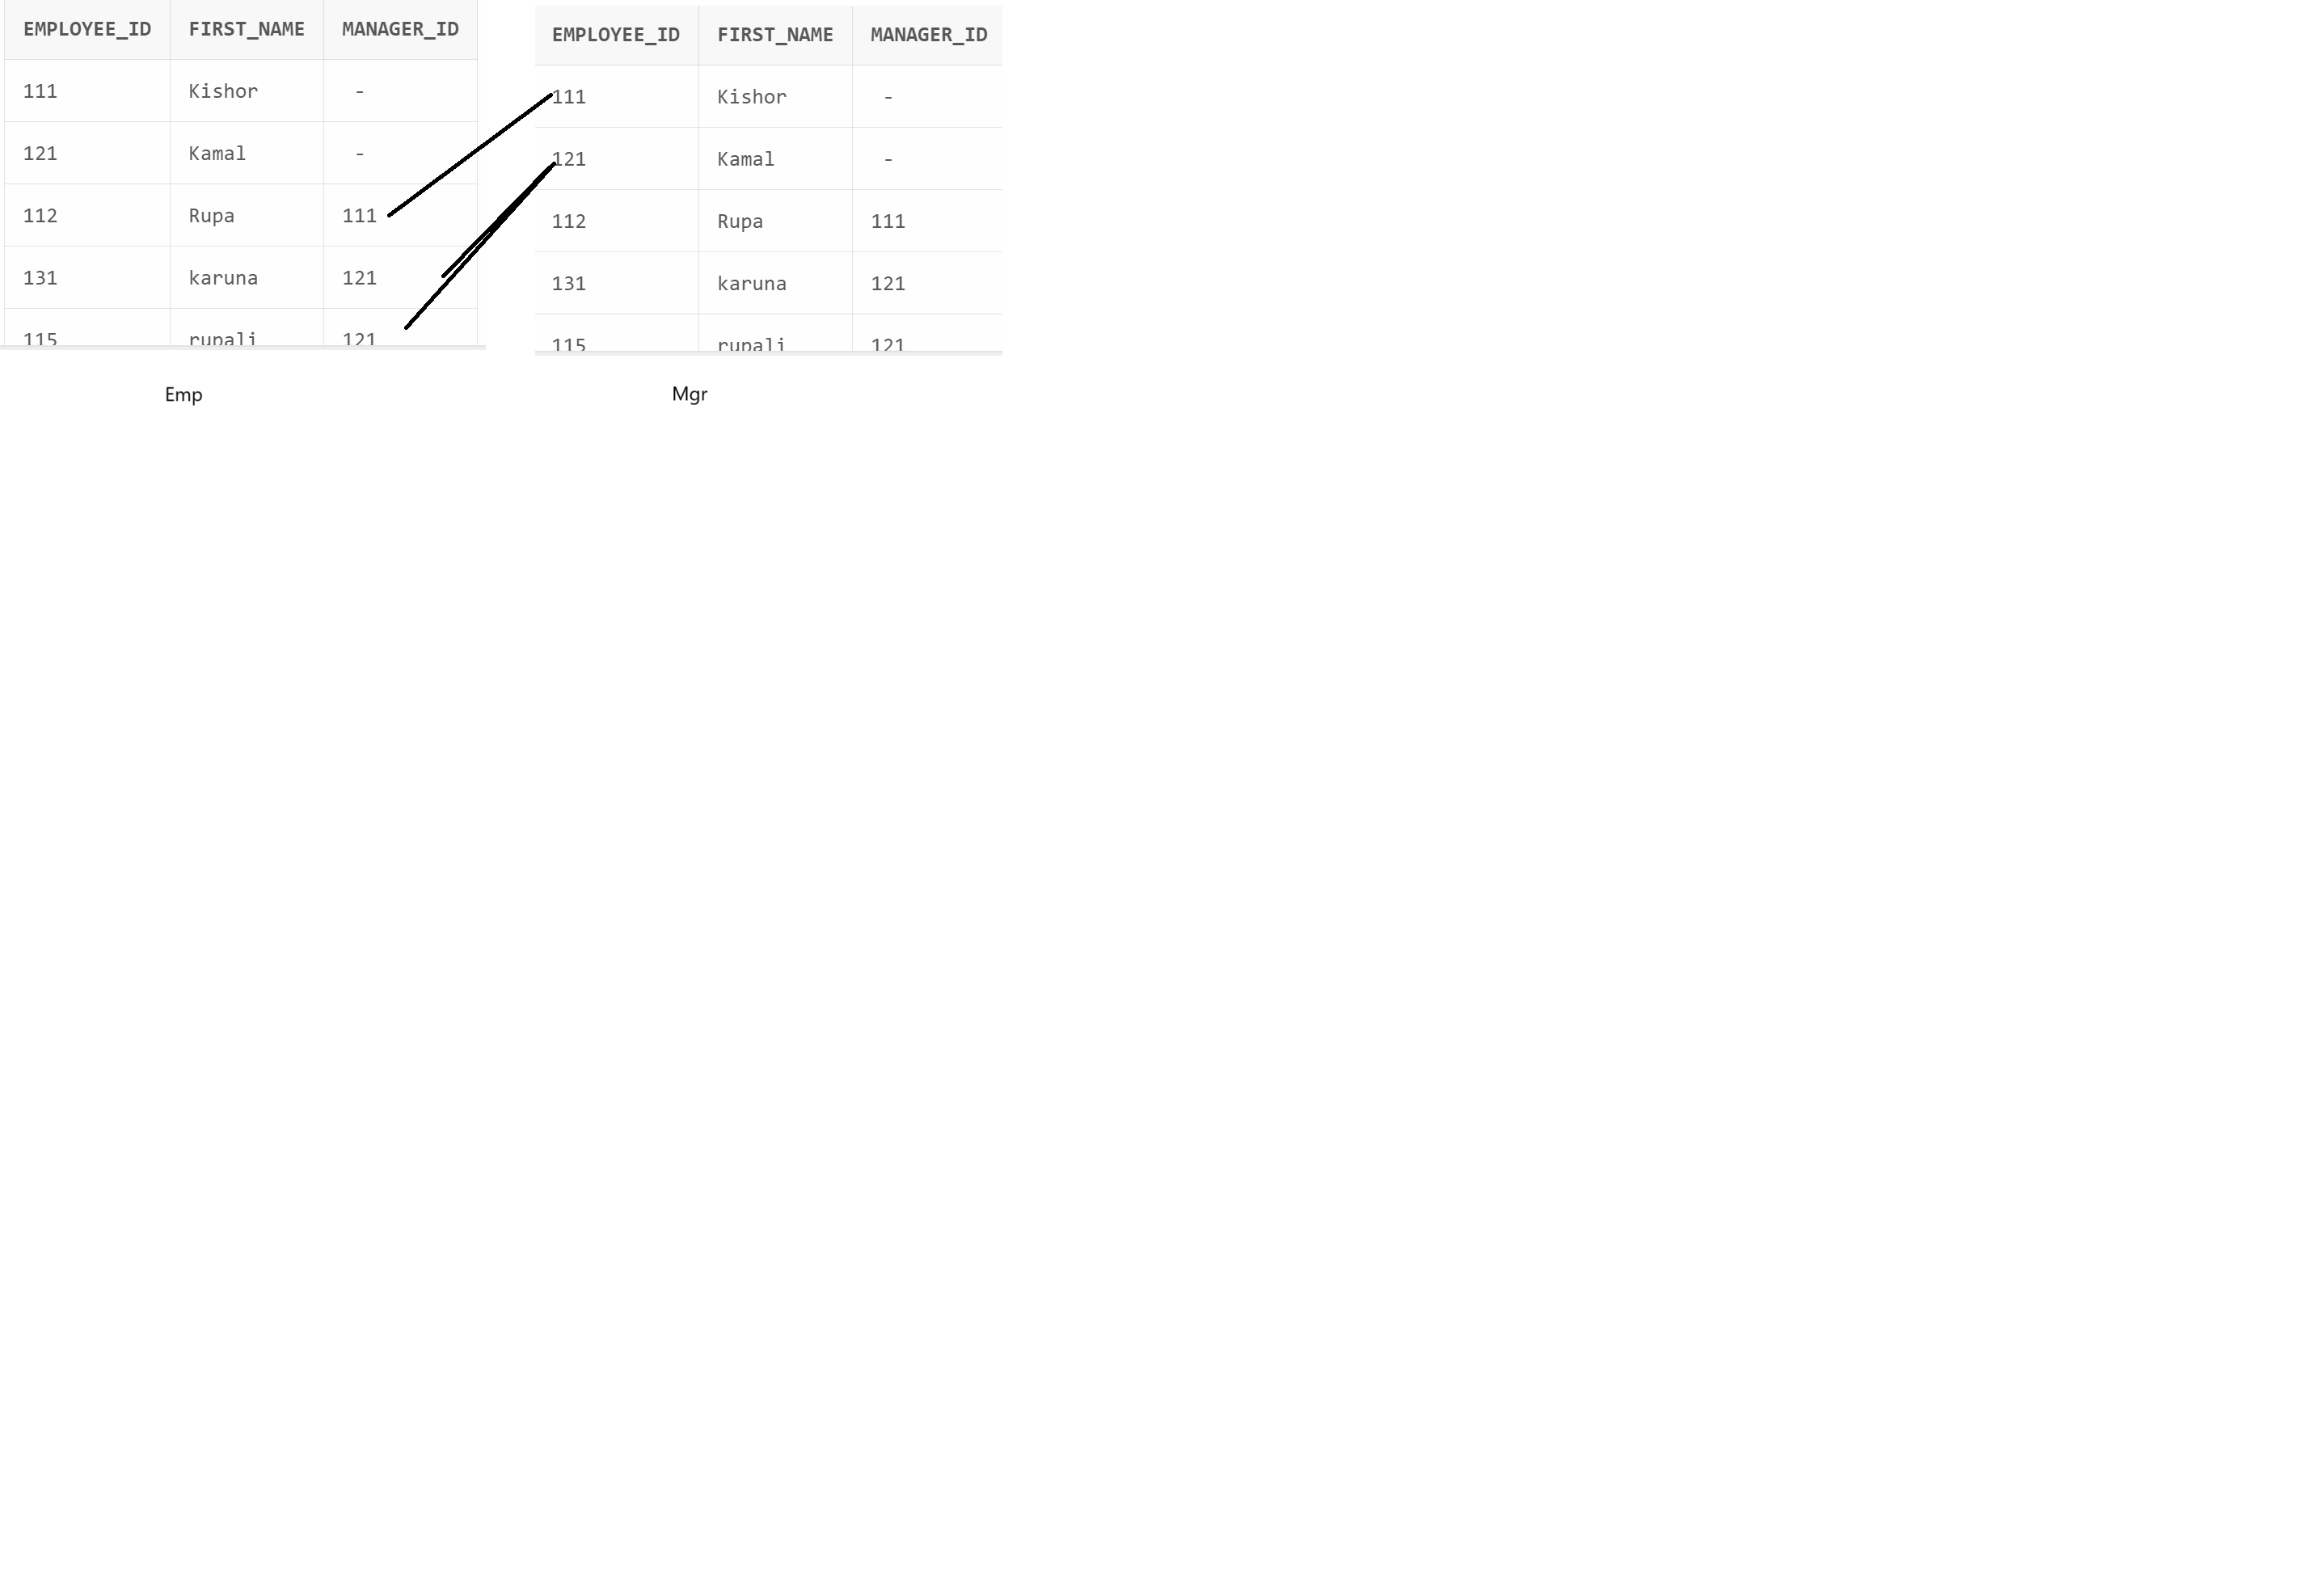 EMPLOYEE_ID FIRST_NAME MANAGER_ID
111 Kishor -
121 Kamal -
112 Rupa 111
131 karuna 121
115 rupali 121
Emp
EMPLOYEE_ID FIRST_NAME MANAGER_ID
111 Kishor -
121 Kamal -
112 Rupa 111
131 karuna 121
115 rupali 121
Mgr